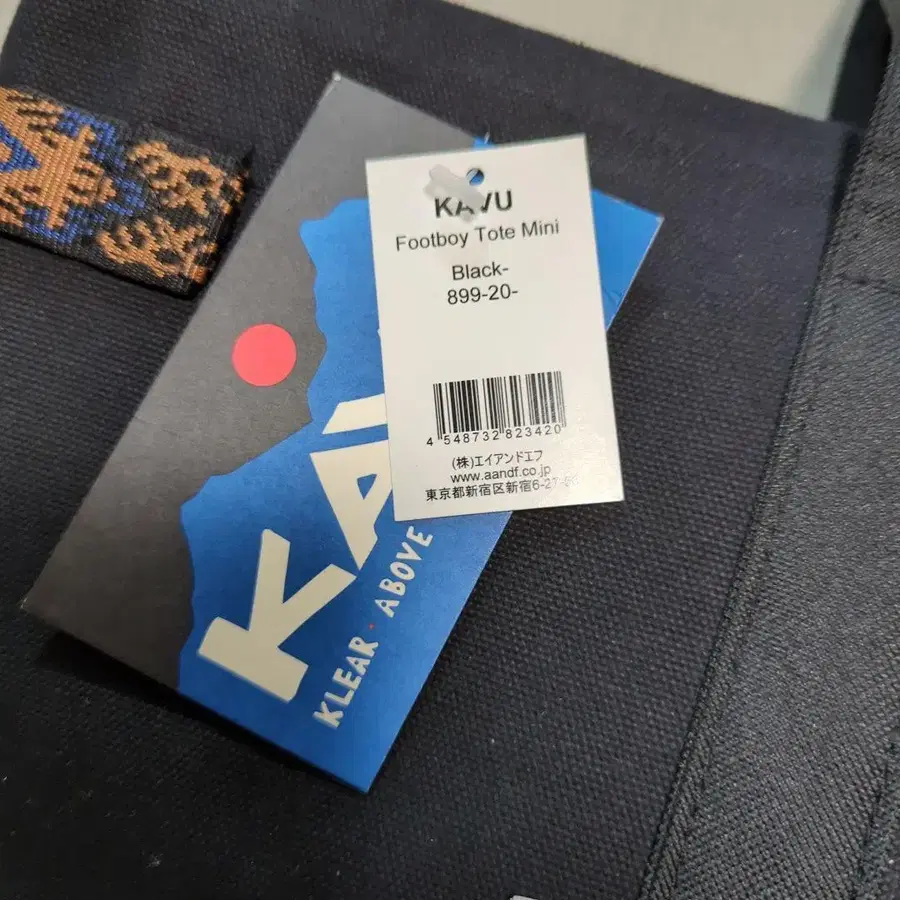 KAVU
Footboy Tote Mini
Black-
899-20-
4 548732 823420
(株)エイアンドエフ
www.aandf.co.jp
東京都新宿区新宿6-27-
KA
KLEAR · ABOVE